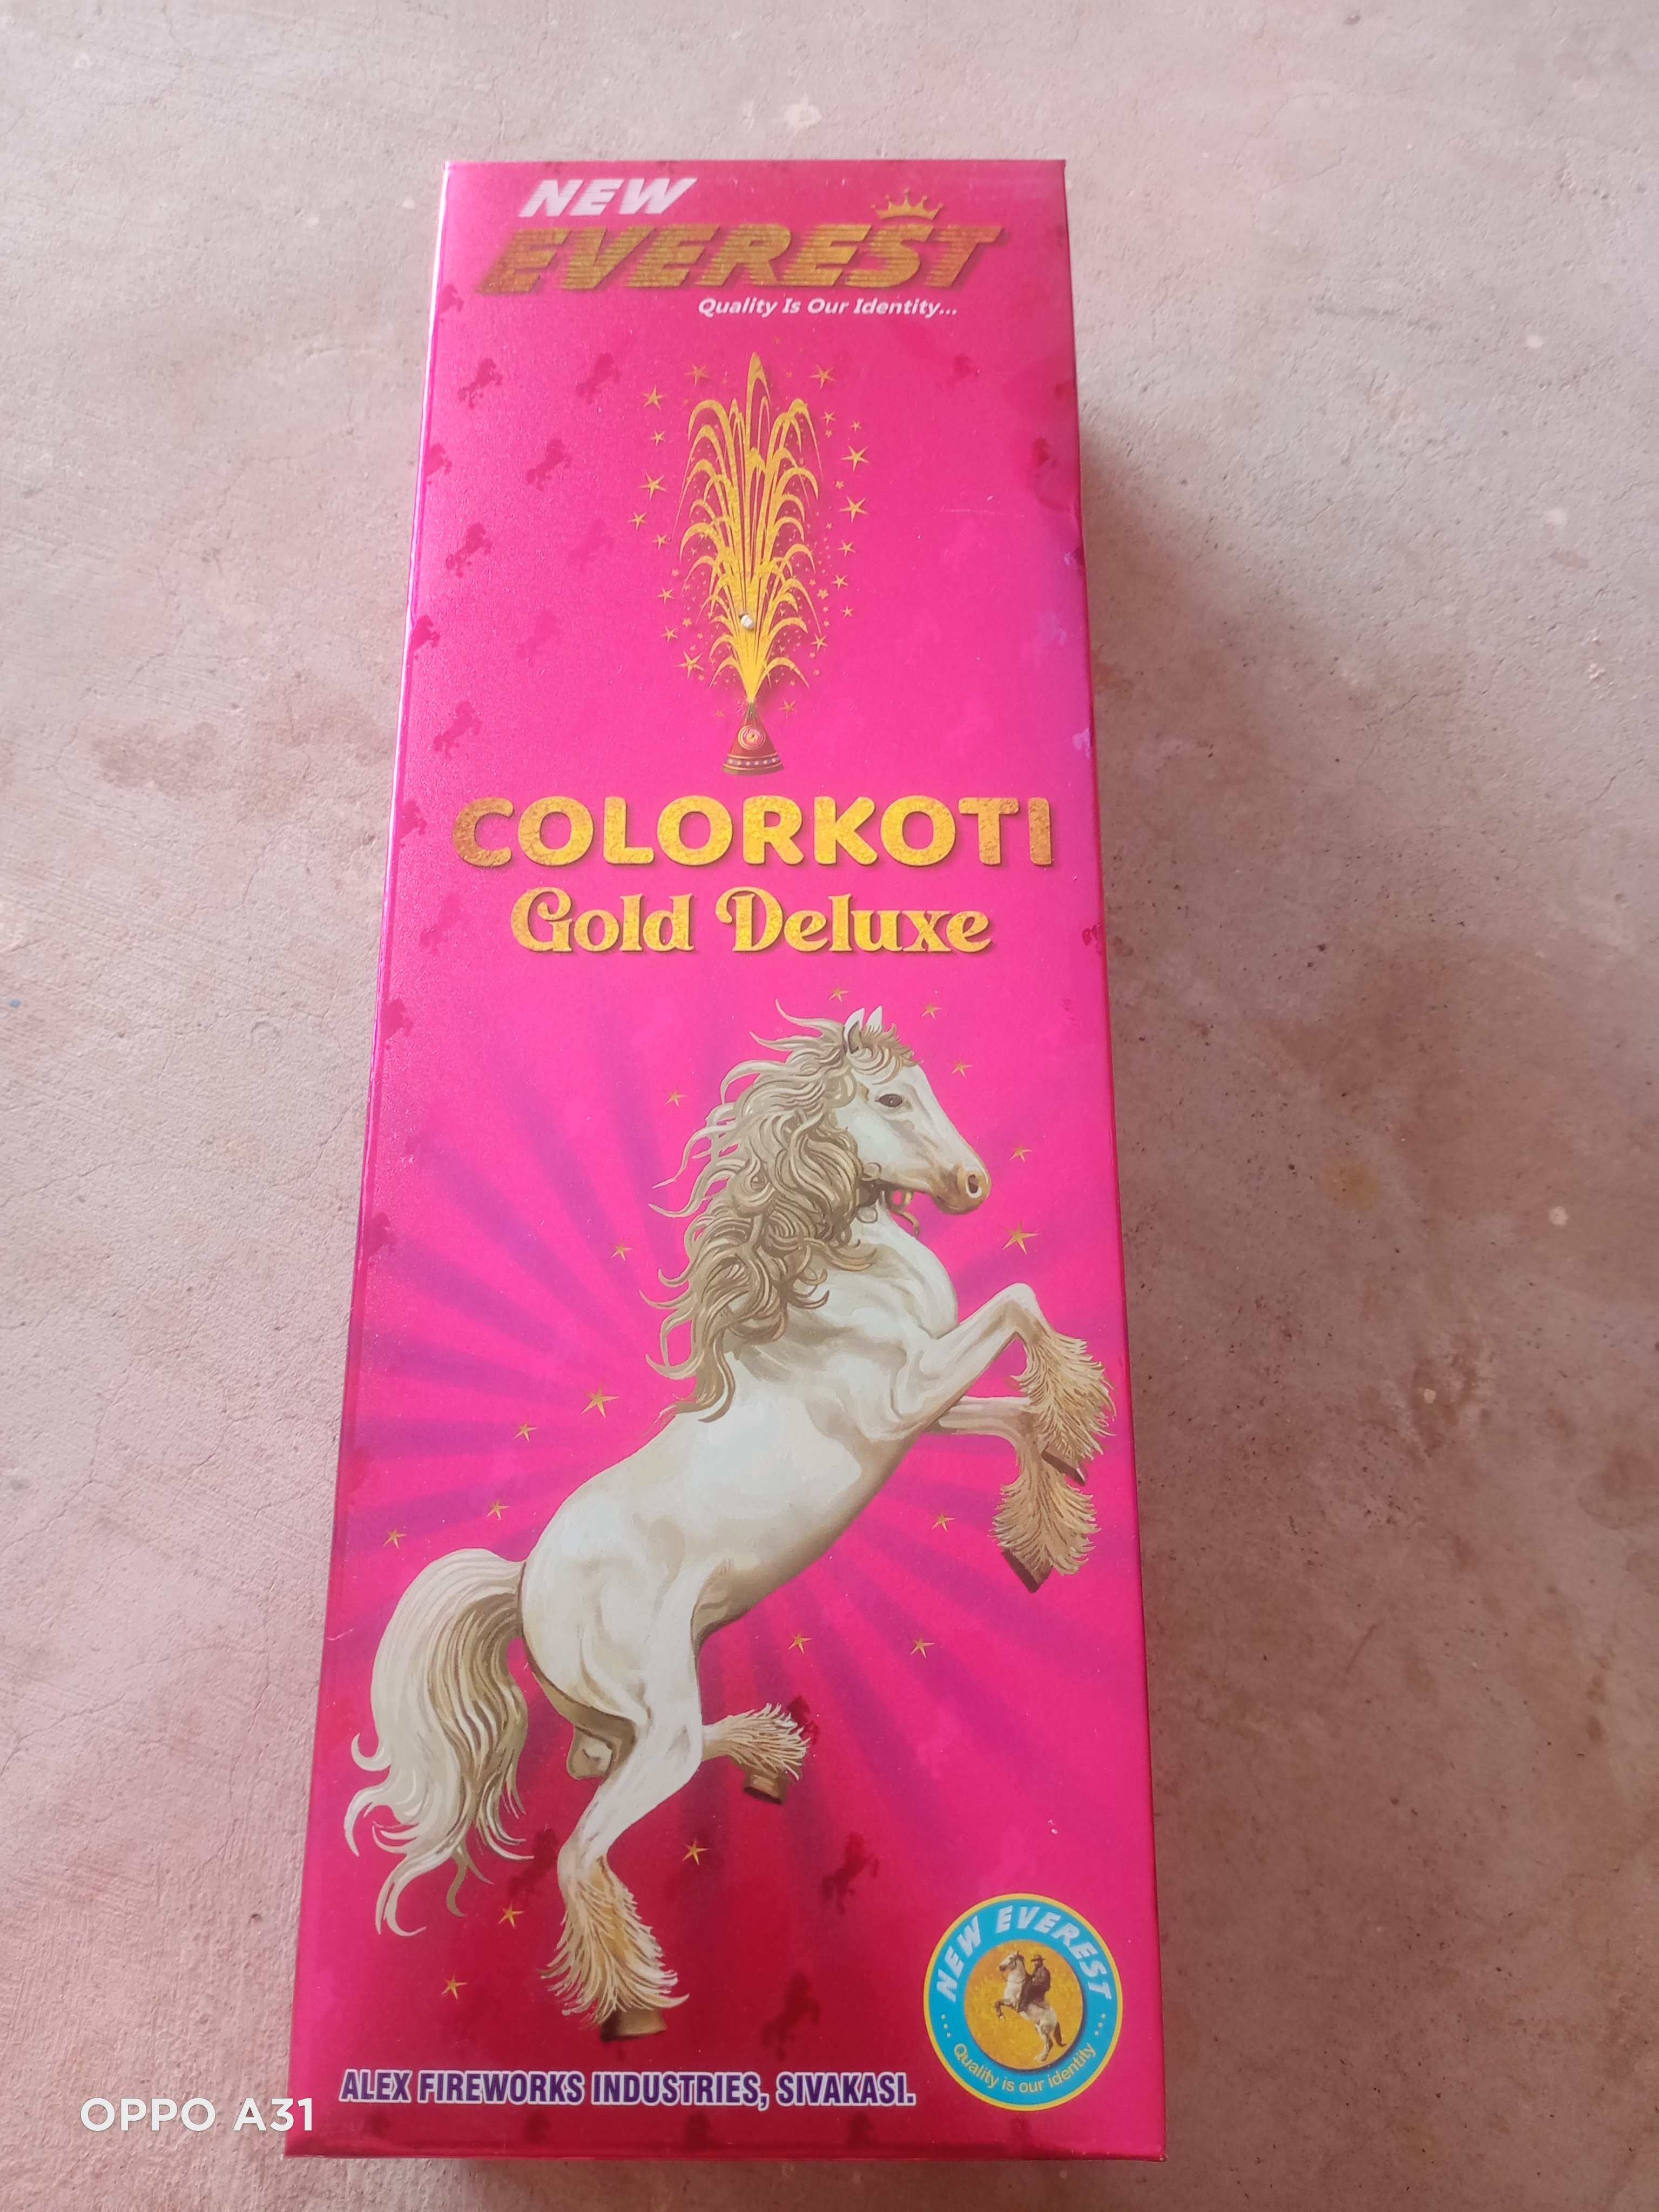 NEW
EVEREST
Quality Is Our Identity...
COLORKOTI
Gold Deluxe
NEW EVEREST
... Quality is our identity ...
ALEX FIREWORKS INDUSTRIES, SIVAKASI.
OPPO A31